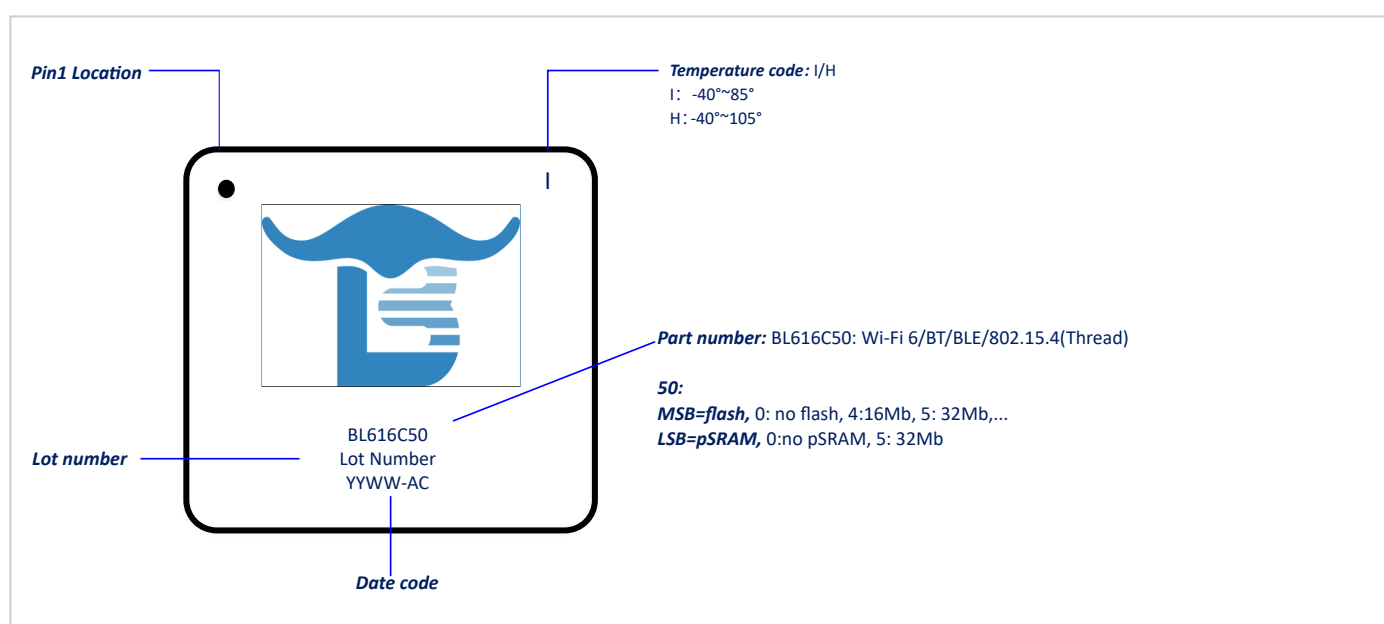 Pin1 Location
Temperature code: I/H
I: -40°~85°
H: -40°~105°
I
Part number: BL616C50: Wi-Fi 6/BT/BLE/802.15.4(Thread)
50:
MSB=flash, 0: no flash, 4:16Mb, 5: 32Mb,...
LSB=pSRAM, 0:no pSRAM, 5: 32Mb
BL616C50
Lot number
Lot Number
YYWW-AC
Date code